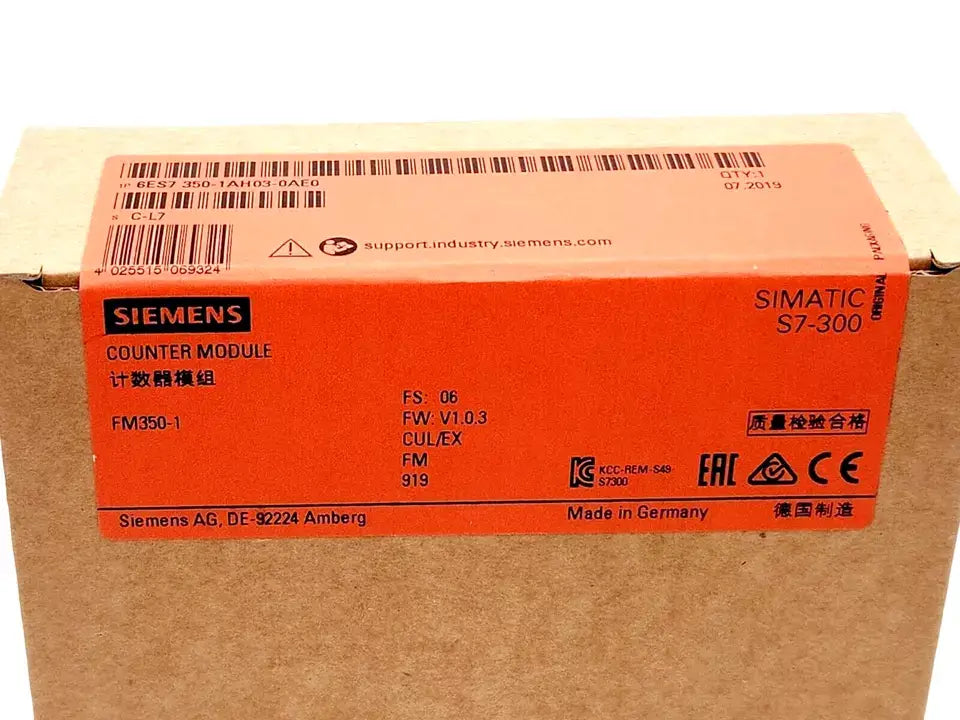 1P 6ES7 350-1AH03-0AE0
QTY:1
07.2019
S C-L7
4 025515 069324
support.industry.siemens.com
ORIGINAL PACKAGING
SIEMENS
SIMATIC
S7-300
COUNTER MODULE
计数器模组
FM350-1
FS: 06
FW: V1.0.3
CUL/EX
FM
919
质量检验合格
KCC-REM-S49-
S7300
EAC
CE
Siemens AG, DE-92224 Amberg
Made in Germany
德国制造